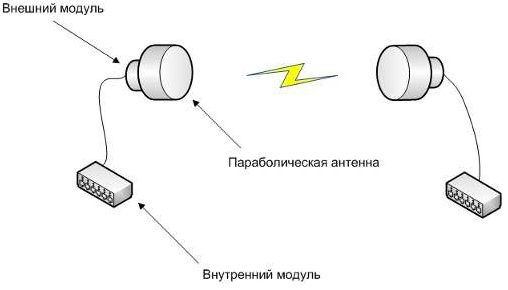 Внешний модуль
Параболическая антенна
Внутренний модуль